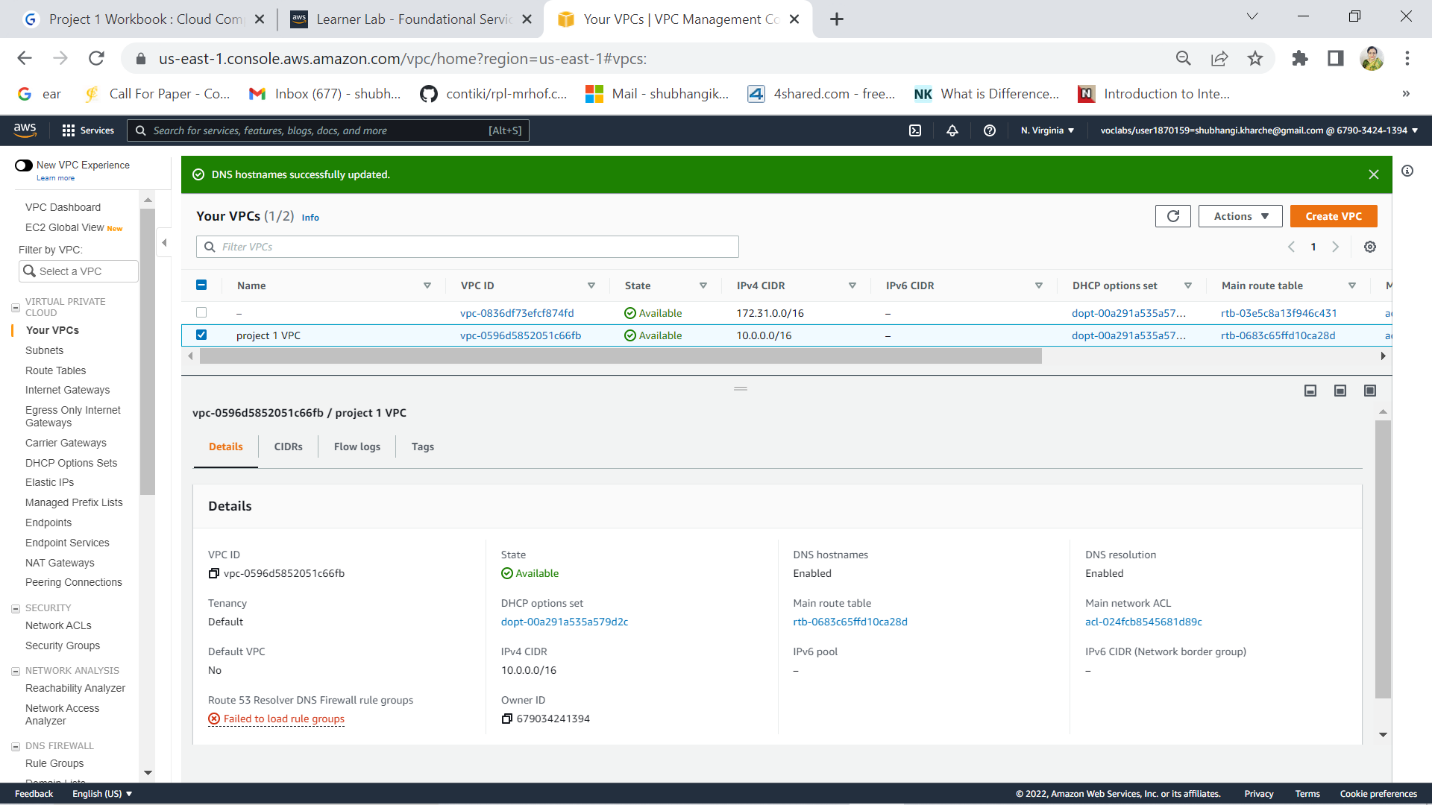 Project 1 Workbook : Cloud Com
Learner Lab - Foundational Servic
Your VPCs | VPC Management Co
us-east-1.console.aws.amazon.com/vpc/home?region=us-east-1#vpcs:
ear
Call For Paper - Co...
Inbox (677) - shubh...
contiki/rpl-mrhof.c...
Mail - shubhangik...
4shared.com - free...
NK What is Difference...
Introduction to Inte...
»
aws Services Search for services, features, blogs, docs, and more [Alt+S] N. Virginia ▼ voclabs/user1870159=shubhangi.kharche@gmail.com @ 6790-3424-1394 ▼
New VPC Experience
Learn more
VPC Dashboard
EC2 Global View New
Filter by VPC:
Select a VPC
VIRTUAL PRIVATE
CLOUD
Your VPCs
Subnets
Route Tables
Internet Gateways
Egress Only Internet
Gateways
Carrier Gateways
DHCP Options Sets
Elastic IPs
Managed Prefix Lists
Endpoints
Endpoint Services
NAT Gateways
Peering Connections
SECURITY
Network ACLs
Security Groups
NETWORK ANALYSIS
Reachability Analyzer
Network Access
Analyzer
DNS FIREWALL
Rule Groups
Domain Lists
DNS hostnames successfully updated.
Your VPCs (1/2) Info
Actions ▼
Create VPC
Filter VPCs
1
Name VPC ID State IPv4 CIDR IPv6 CIDR DHCP options set Main route table M
– vpc-0836df73efcf874fd Available 172.31.0.0/16 – dopt-00a291a535a57... rtb-03e5c8a13f946c431 ac
project 1 VPC vpc-0596d5852051c66fb Available 10.0.0.0/16 – dopt-00a291a535a57... rtb-0683c65ffd10ca28d ac
vpc-0596d5852051c66fb / project 1 VPC
Details CIDRs Flow logs Tags
Details
VPC ID State DNS hostnames DNS resolution
vpc-0596d5852051c66fb Available Enabled Enabled
Tenancy DHCP options set Main route table Main network ACL
Default dopt-00a291a535a579d2c rtb-0683c65ffd10ca28d acl-024fcb8545681d89c
Default VPC IPv4 CIDR IPv6 pool IPv6 CIDR (Network border group)
No 10.0.0.0/16 – –
Route 53 Resolver DNS Firewall rule groups Owner ID
Failed to load rule groups 679034241394
Feedback English (US) ▼ © 2022, Amazon Web Services, Inc. or its affiliates. Privacy Terms Cookie preferences